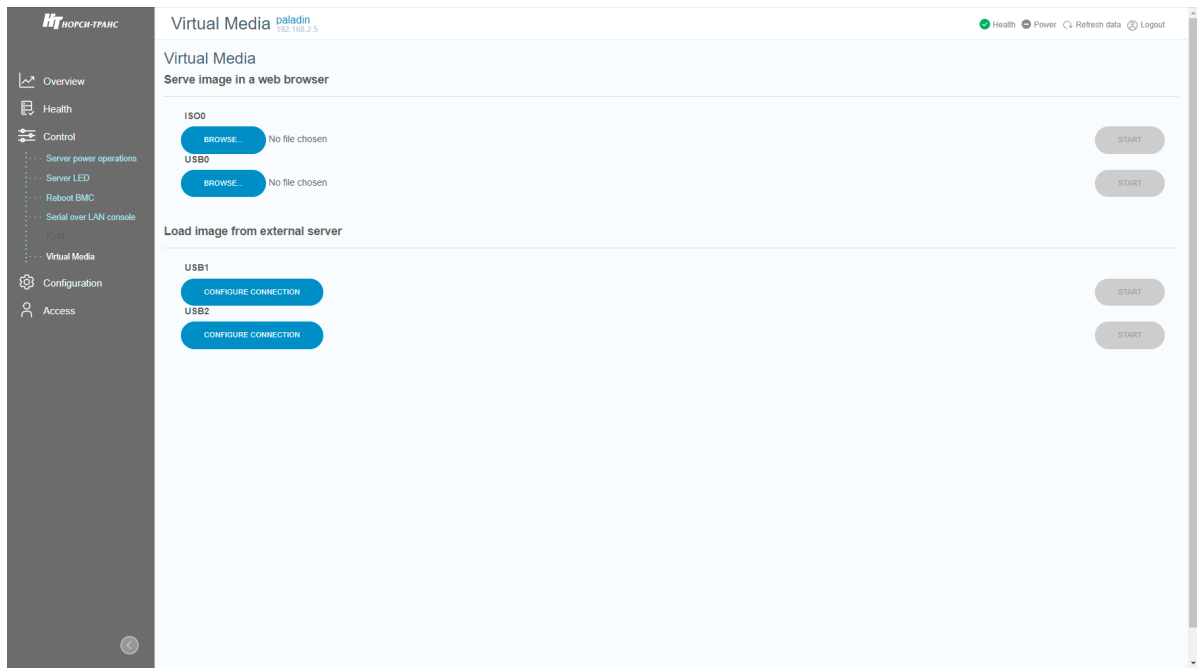 НТ НОРСИ-ТРАНС
Virtual Media paladin
192.168.2.5
Health Power Refresh data Logout
Overview
Health
Control
Server power operations
Server LED
Reboot BMC
Serial over LAN console
KVM
Virtual Media
Configuration
Access
Virtual Media
Serve image in a web browser
ISO0
BROWSE... No file chosen START
USB0
BROWSE... No file chosen START
Load image from external server
USB1
CONFIGURE CONNECTION START
USB2
CONFIGURE CONNECTION START